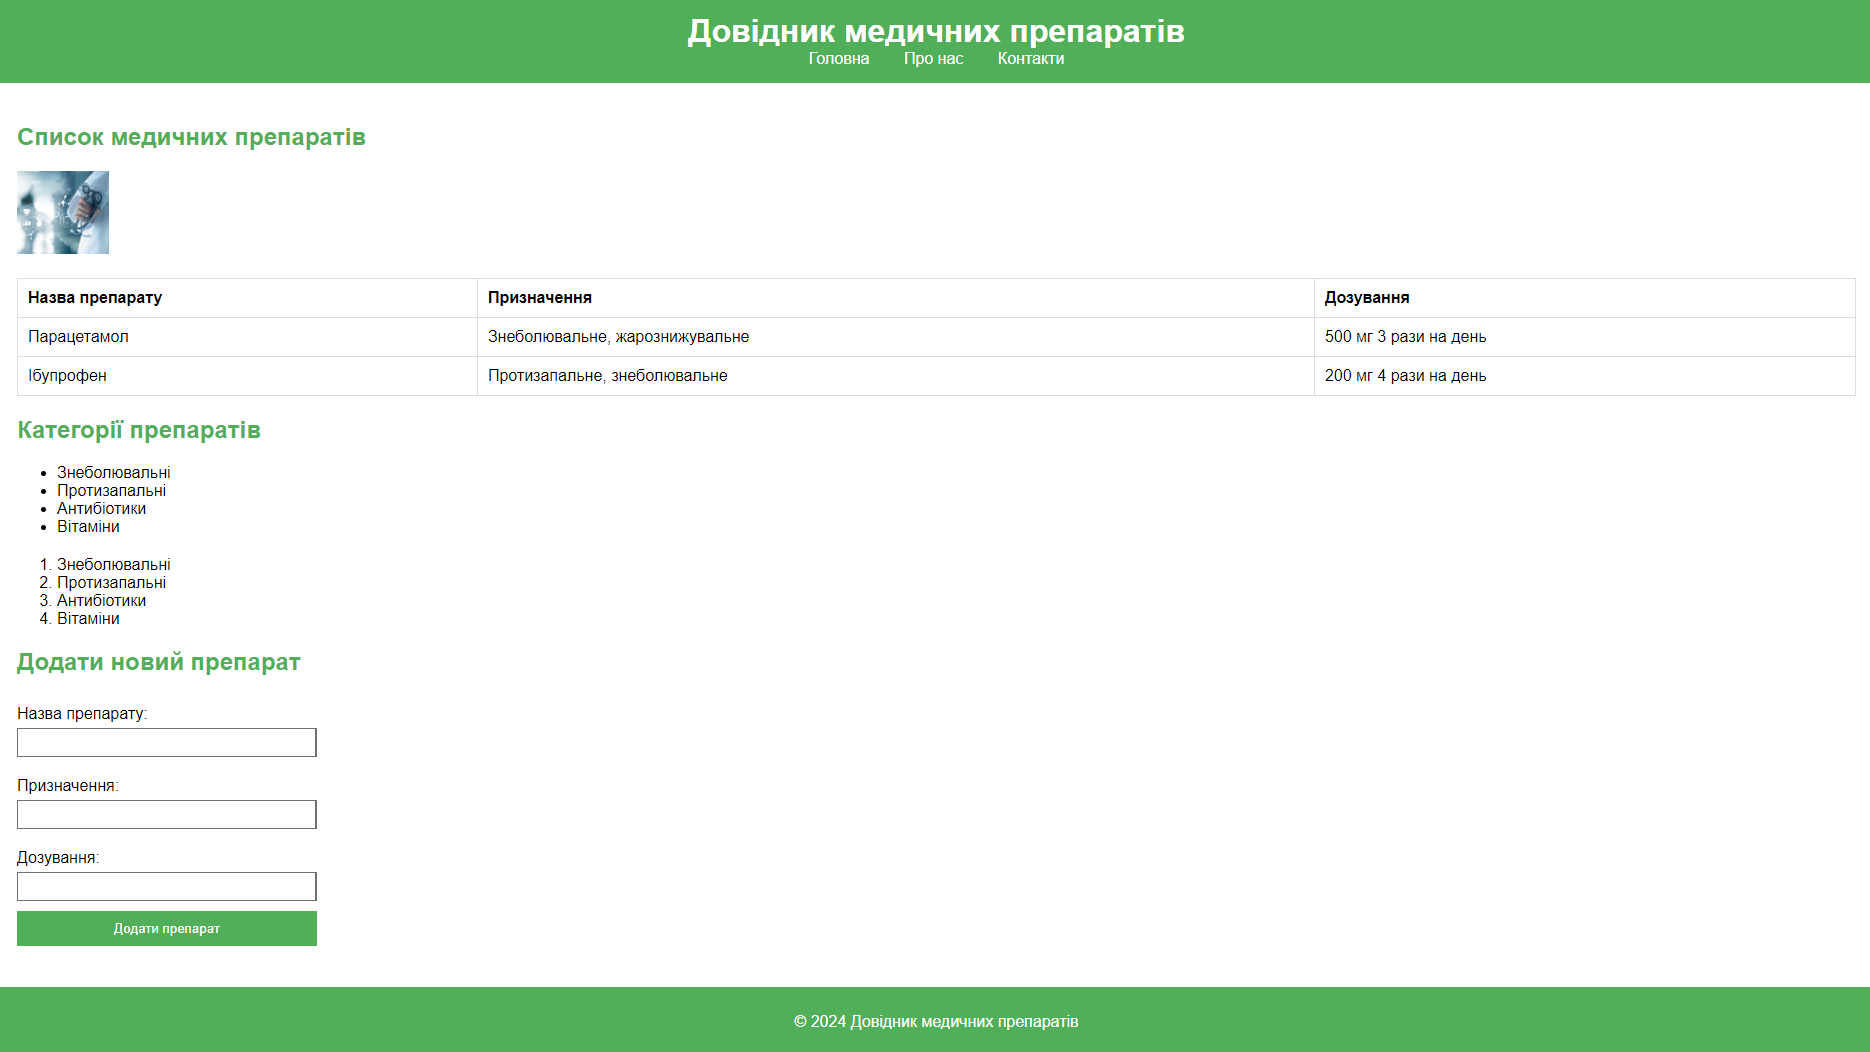 Довідник медичних препаратів
Головна Про нас Контакти
Список медичних препаратів
Назва препарату Призначення Дозування
Парацетамол Знеболювальне, жарознижувальне 500 мг 3 рази на день
Ібупрофен Протизапальне, знеболювальне 200 мг 4 рази на день
Категорії препаратів
• Знеболювальні
• Протизапальні
• Антибіотики
• Вітаміни
1. Знеболювальні
2. Протизапальні
3. Антибіотики
4. Вітаміни
Додати новий препарат
Назва препарату:
Призначення:
Дозування:
Додати препарат
© 2024 Довідник медичних препаратів